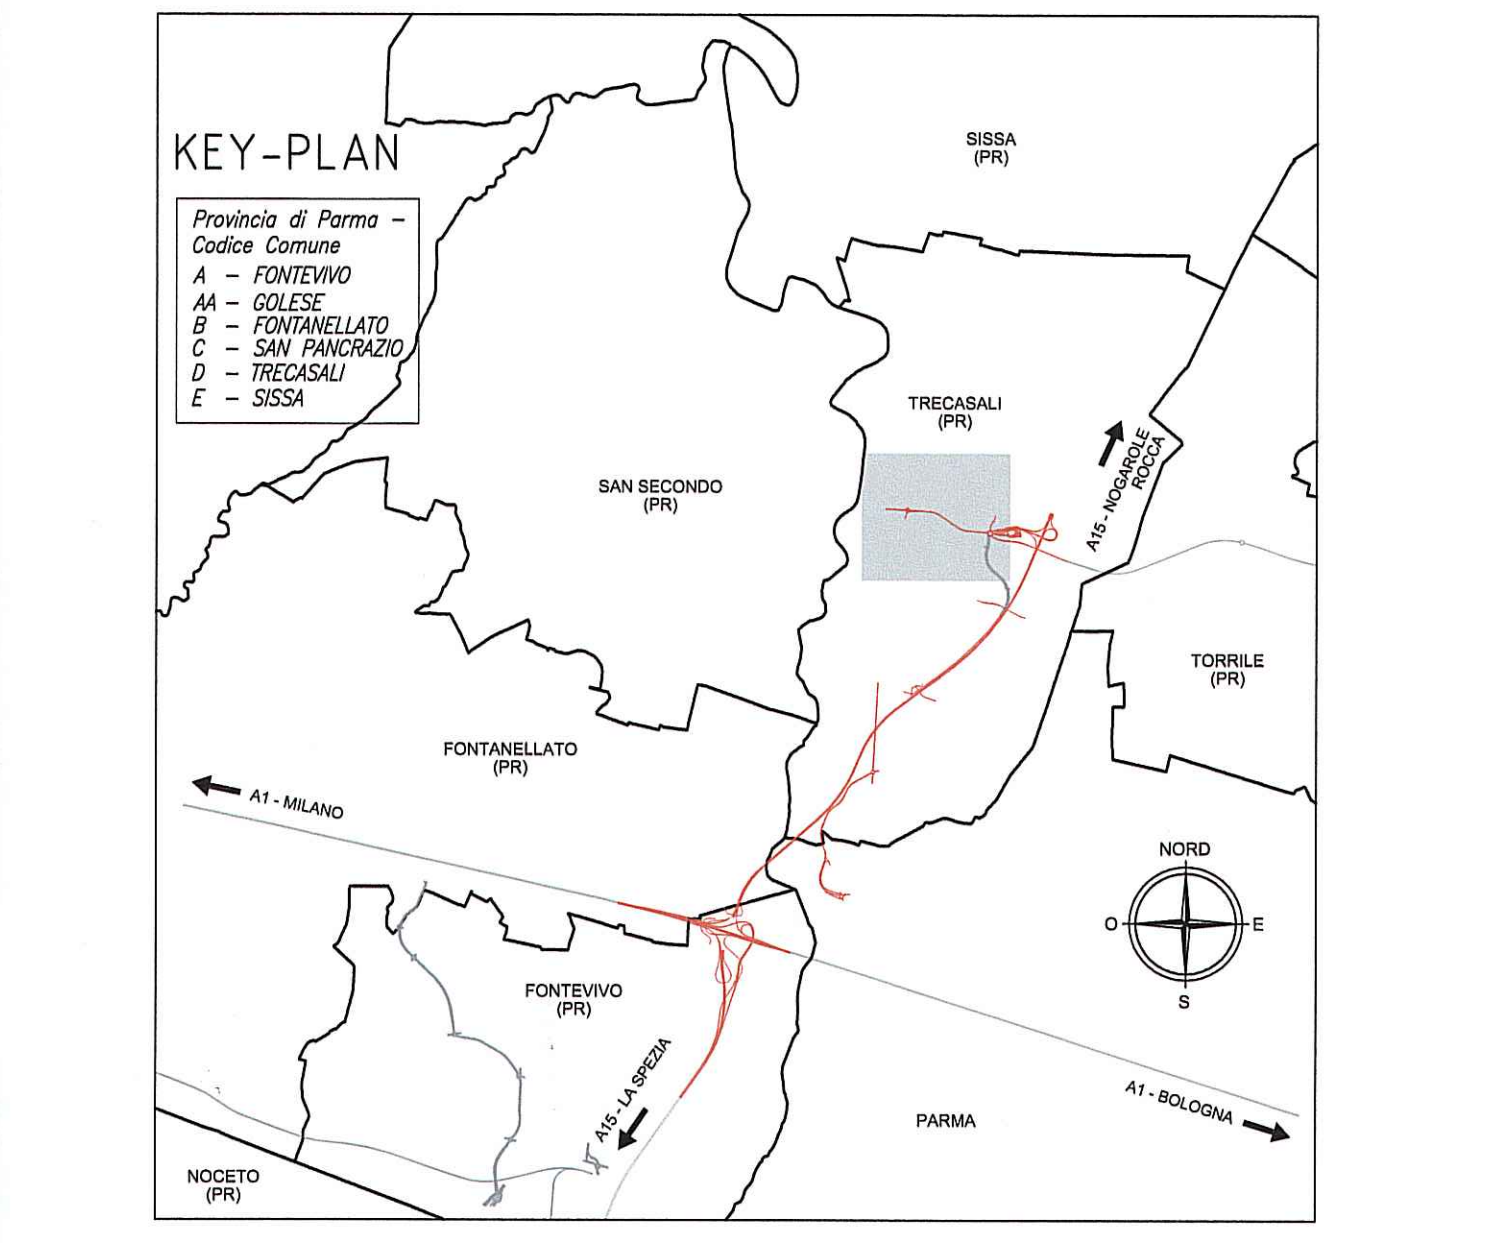 KEY-PLAN
Provincia di Parma -
Codice Comune
A - FONTEVIVO
AA - GOLESE
B - FONTANELLATO
C - SAN PANCRAZIO
D - TRECASALI
E - SISSA
SISSA
(PR)
TRECASALI
(PR)
A15 - NOGAROLE
ROCCA
SAN SECONDO
(PR)
TORRILE
(PR)
FONTANELLATO
(PR)
A1 - MILANO
NORD
O
E
S
FONTEVIVO
(PR)
A15 - LA SPEZIA
A1 - BOLOGNA
PARMA
NOCETO
(PR)